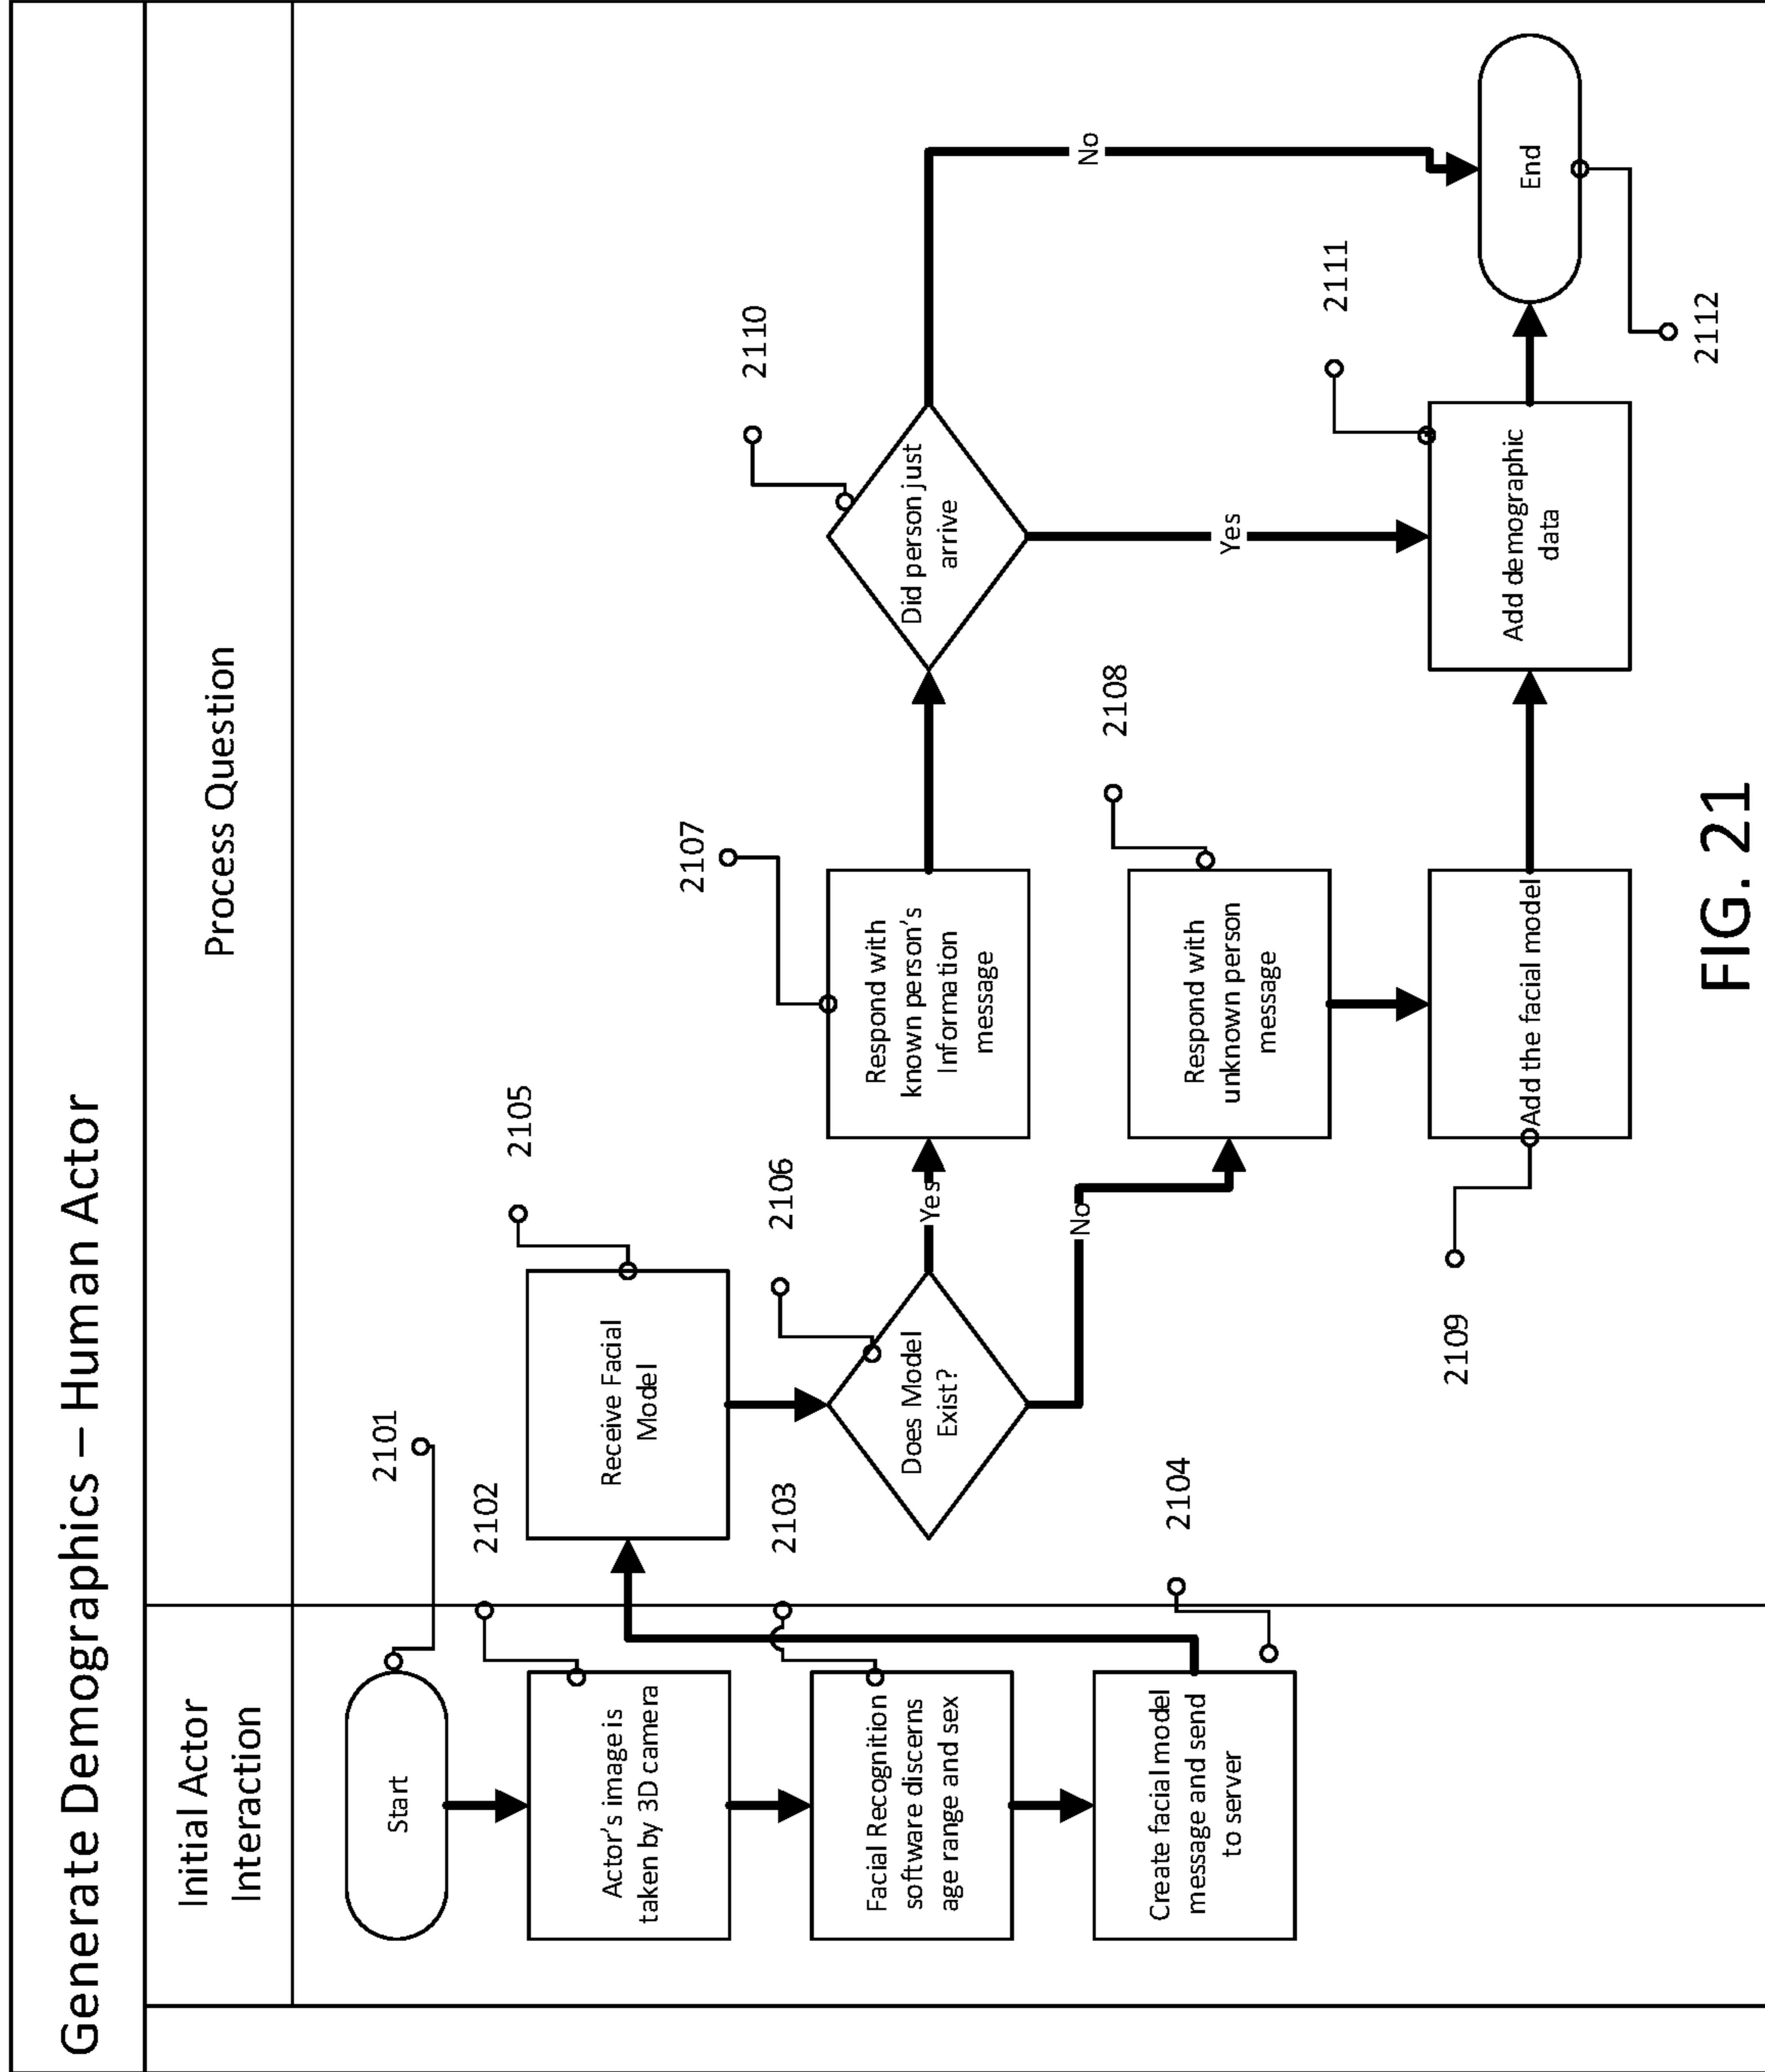 Generate Demographics – Human Actor
Initial Actor
Interaction
Process Question
Start
2101
Actor's image is
taken by 3D camera
2102
Facial Recognition
software discerns
age range and sex
2103
Create facial model
message and send
to server
2104
Receive Facial
Model
2105
Does Model
Exist?
2106
Yes
No
Respond with
known person's
Information
message
2107
Respond with
unknown person
message
2108
Add the facial model
2109
Did person just
arrive
2110
Yes
No
Add demographic
data
2111
End
2112
FIG. 21